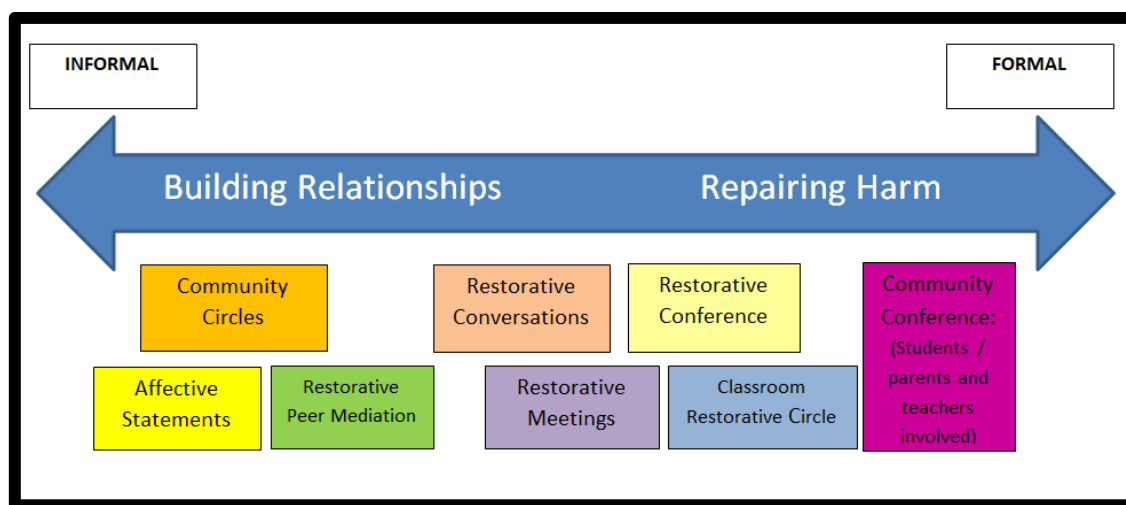 INFORMAL
FORMAL
Building Relationships
Repairing Harm
Community
Circles
Restorative
Conversations
Restorative
Conference
Community
Conference:
(Students /
parents and
teachers
involved)
Affective
Statements
Restorative
Peer Mediation
Restorative
Meetings
Classroom
Restorative Circle